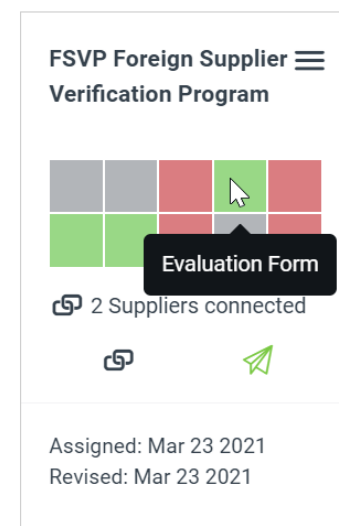 FSVP Foreign Supplier
Verification Program
Evaluation Form
2 Suppliers connected
Assigned: Mar 23 2021
Revised: Mar 23 2021